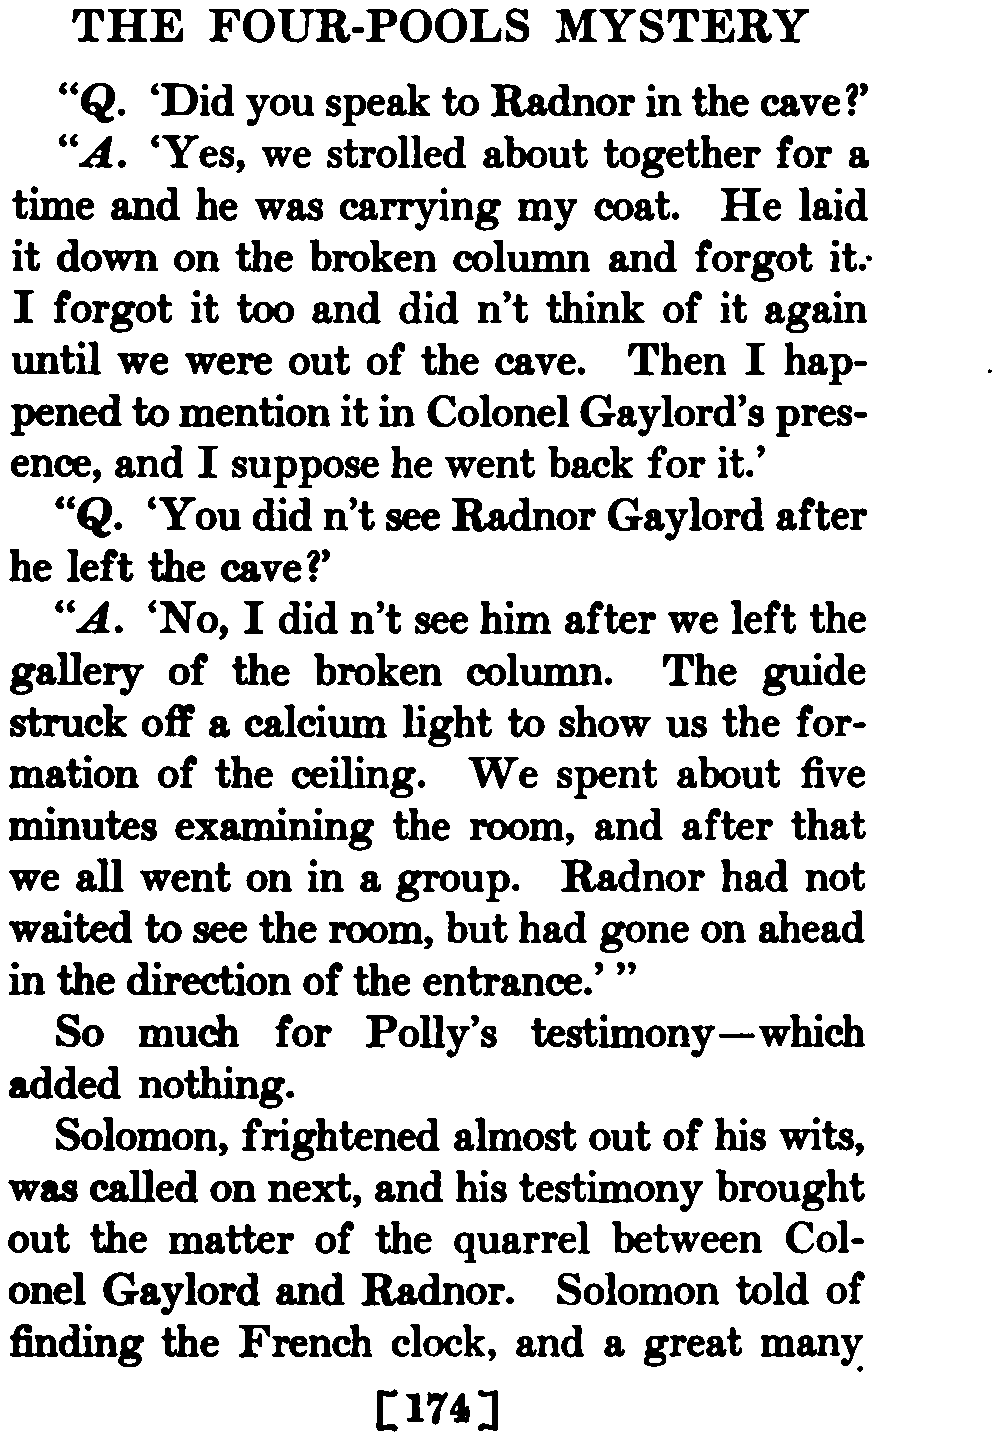 THE FOUR-POOLS MYSTERY
“Q. ‘Did you speak to Radnor in the cave?’
“A. ‘Yes, we strolled about together for a
time and he was carrying my coat. He laid
it down on the broken column and forgot it.
I forgot it too and did n’t think of it again
until we were out of the cave. Then I hap-
pened to mention it in Colonel Gaylord’s pres-
ence, and I suppose he went back for it.’
“Q. ‘You did n’t see Radnor Gaylord after
he left the cave?’
“A. ‘No, I did n’t see him after we left the
gallery of the broken column. The guide
struck off a calcium light to show us the for-
mation of the ceiling. We spent about five
minutes examining the room, and after that
we all went on in a group. Radnor had not
waited to see the room, but had gone on ahead
in the direction of the entrance.’ ”
So much for Polly’s testimony—which
added nothing.
Solomon, frightened almost out of his wits,
was called on next, and his testimony brought
out the matter of the quarrel between Col-
onel Gaylord and Radnor. Solomon told of
finding the French clock, and a great many
[174]